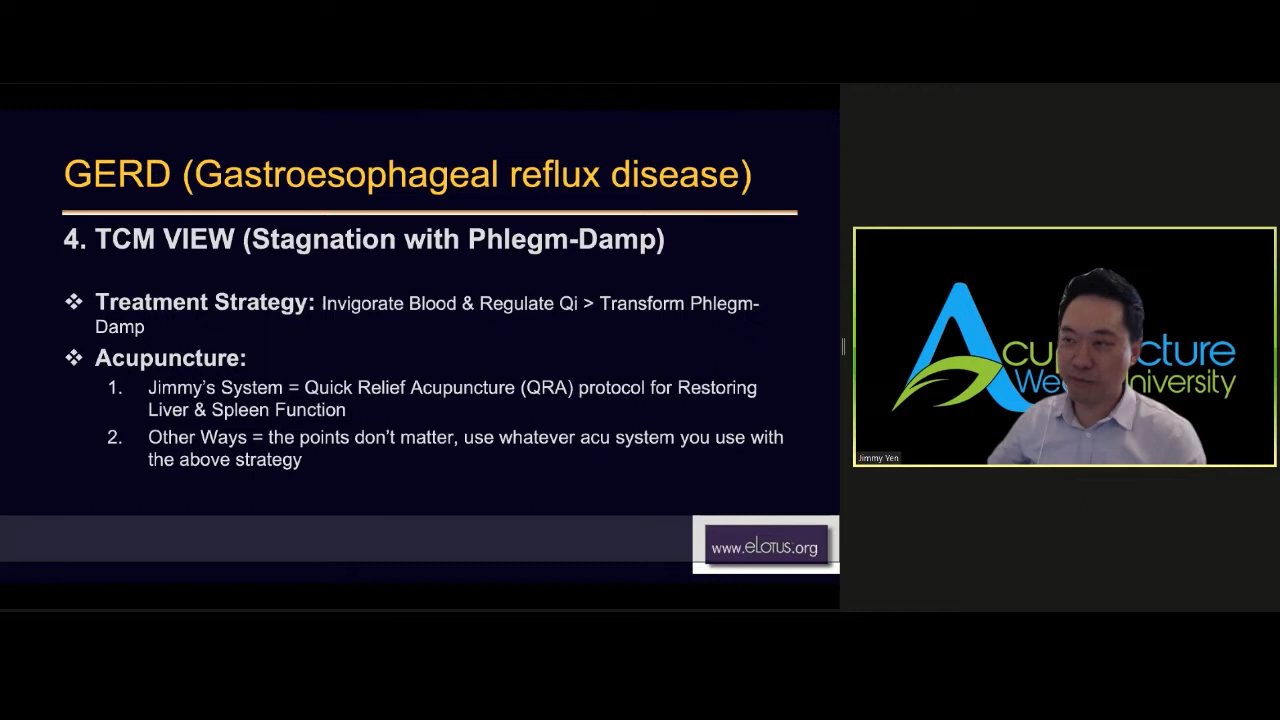 GERD (Gastroesophageal reflux disease)
4. TCM VIEW (Stagnation with Phlegm-Damp)
❖ Treatment Strategy: Invigorate Blood & Regulate Qi > Transform Phlegm-
Damp
❖ Acupuncture:
1. Jimmy's System = Quick Relief Acupuncture (QRA) protocol for Restoring
Liver & Spleen Function
2. Other Ways = the points don't matter, use whatever acu system you use with
the above strategy
www.eLOTUS.org
Acup cture
We niversity
Jimmy Yen